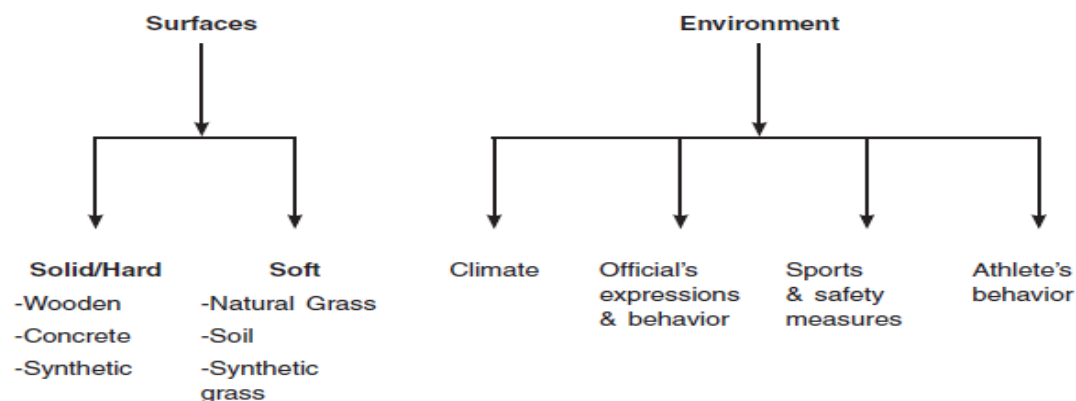 Surfaces
Environment
Solid/Hard
-Wooden
-Concrete
-Synthetic
Soft
-Natural Grass
-Soil
-Synthetic
grass
Climate
Official's
expressions
& behavior
Sports
& safety
measures
Athlete's
behavior